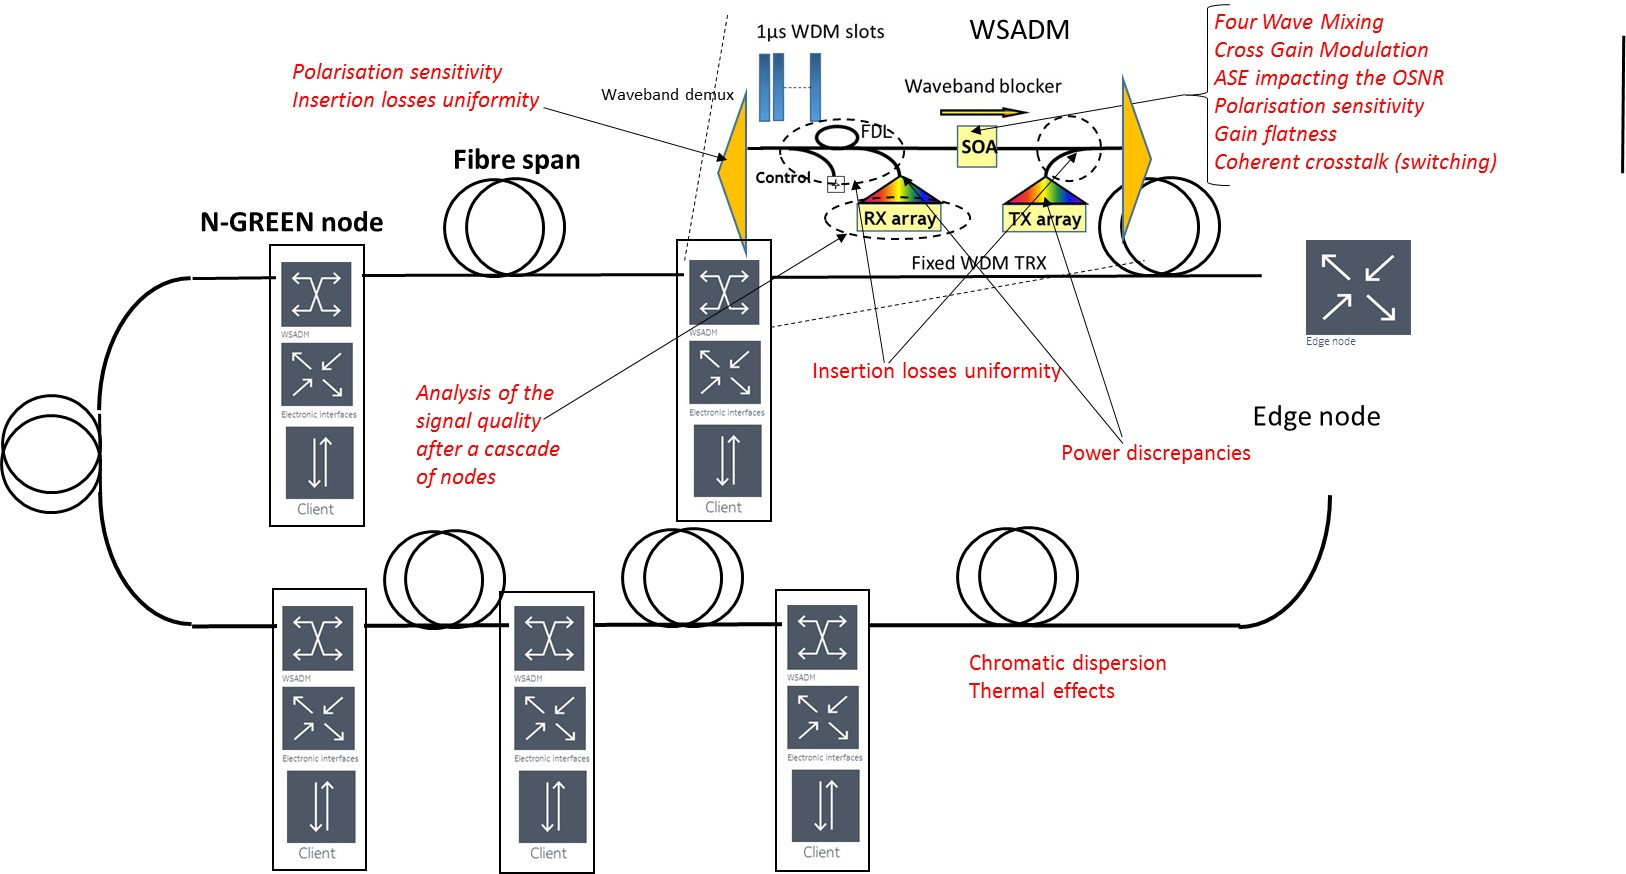 1µs WDM slots
WSADM
Four Wave Mixing
Cross Gain Modulation
ASE impacting the OSNR
Polarisation sensitivity
Gain flatness
Coherent crosstalk (switching)
Polarisation sensitivity
Insertion losses uniformity
Waveband demux
Waveband blocker
FDL
SOA
Control
RX array
TX array
Fixed WDM TRX
Fibre span
N-GREEN node
WSADM
Electronic interfaces
Client
WSADM
Electronic interfaces
Client
Edge node
Edge node
Insertion losses uniformity
Power discrepancies
Analysis of the
signal quality
after a cascade
of nodes
WSADM
Electronic interfaces
Client
WSADM
Electronic interfaces
Client
WSADM
Electronic interfaces
Client
Chromatic dispersion
Thermal effects